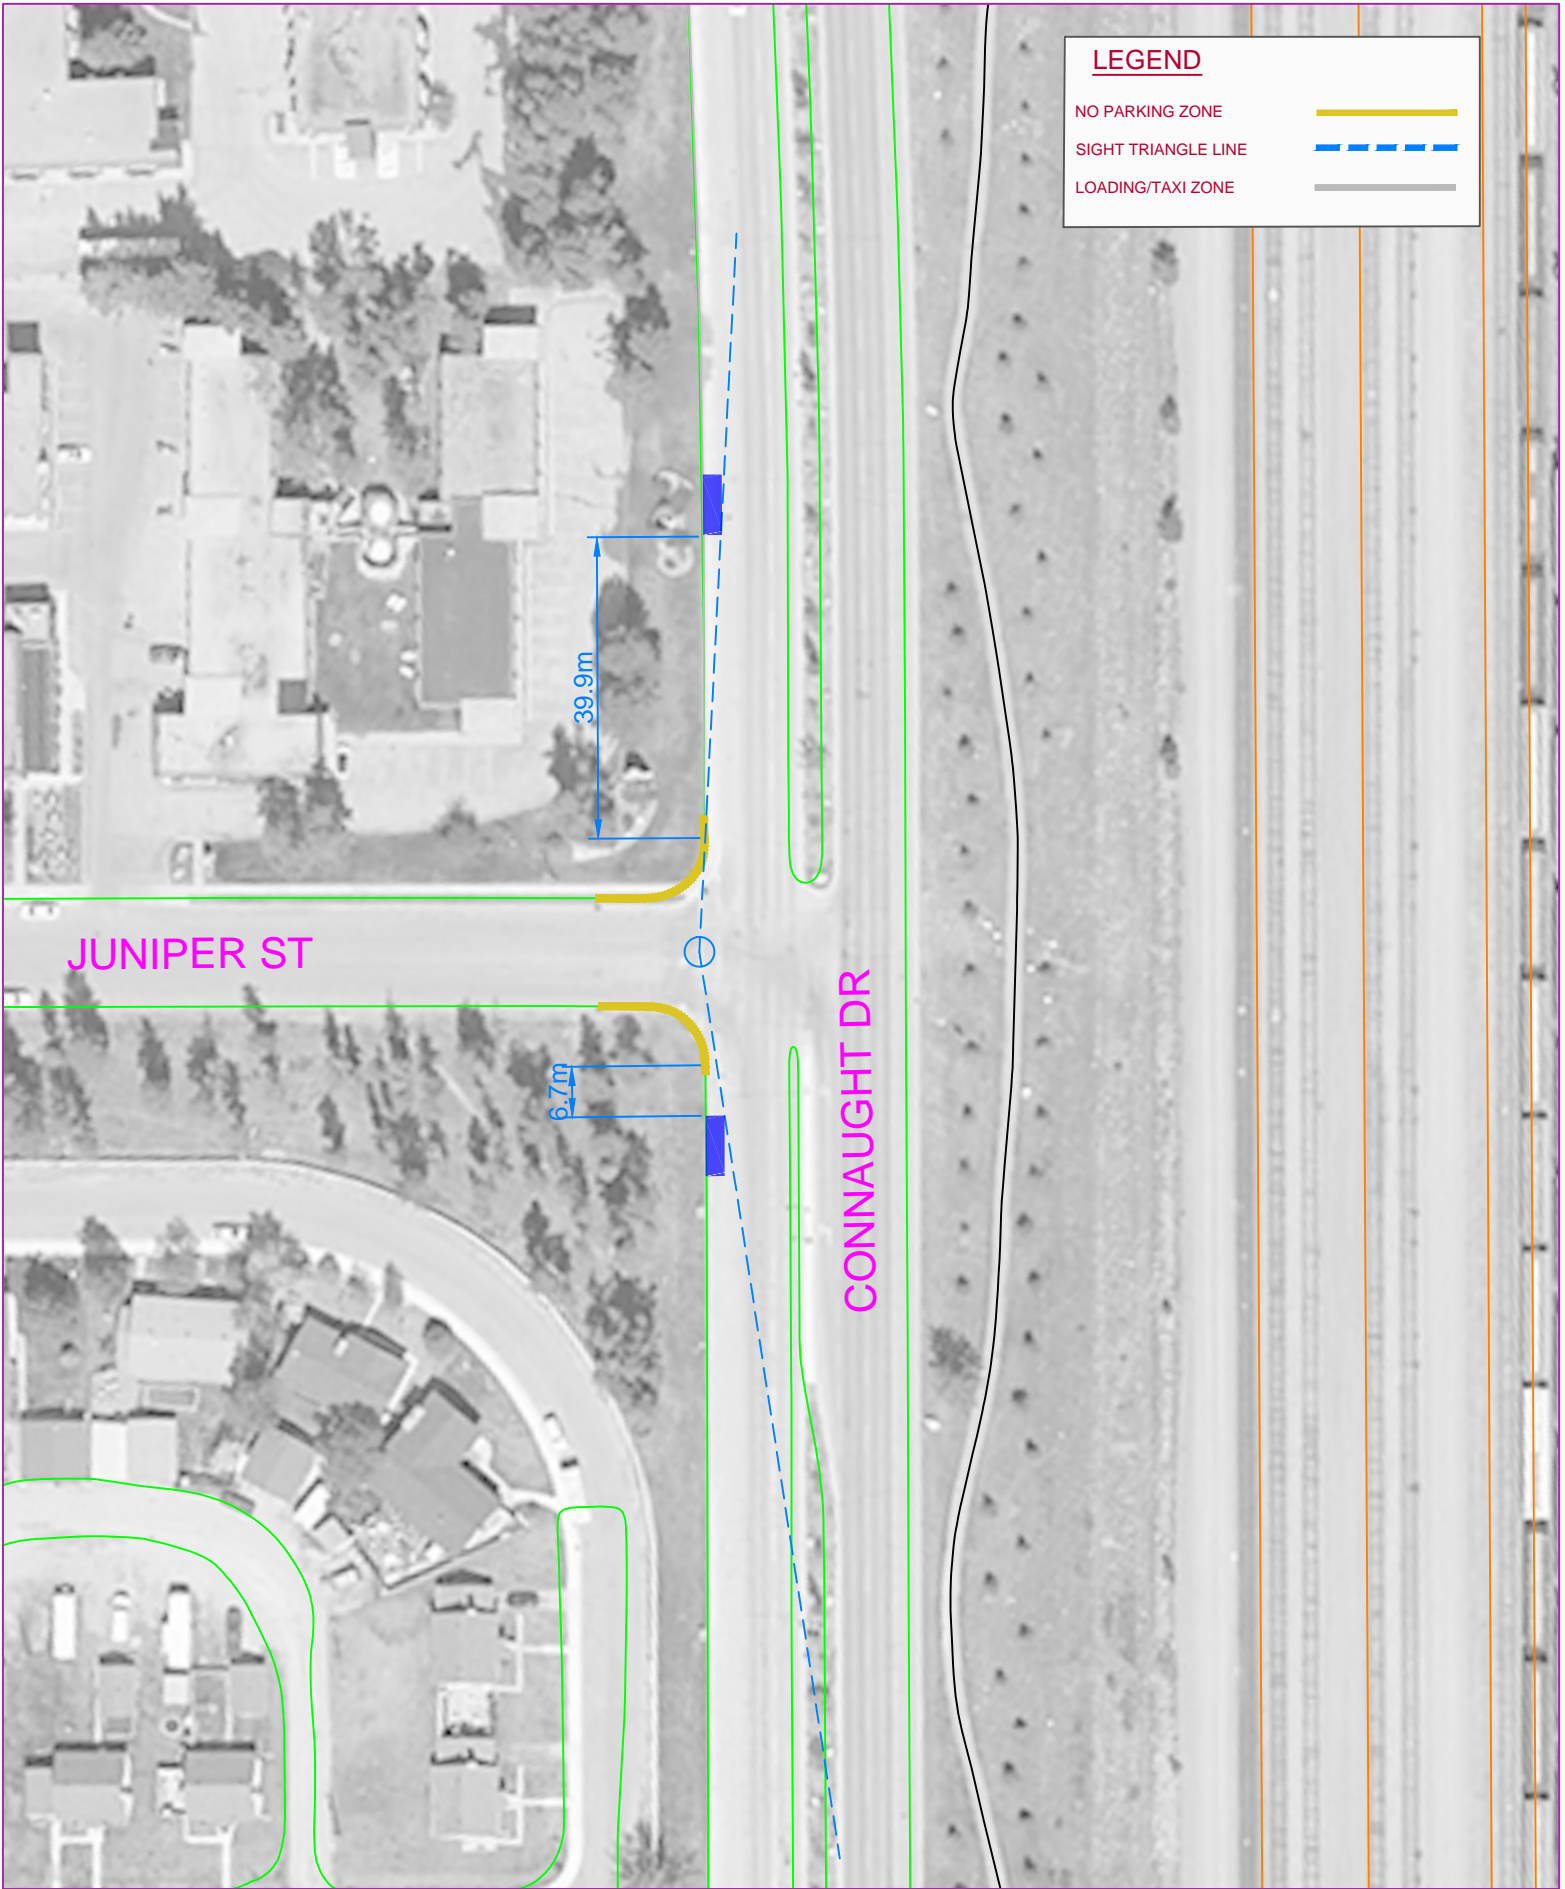 LEGEND
NO PARKING ZONE
SIGHT TRIANGLE LINE
LOADING/TAXI ZONE
39.9m
JUNIPER ST
CONNAUGHT DR
6.7m